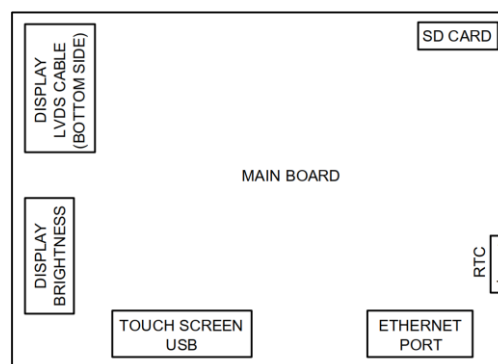 DISPLAY
LVDS CABLE
(BOTTOM SIDE)
SD CARD
MAIN BOARD
DISPLAY
BRIGHTNESS
RTC
TOUCH SCREEN
USB
ETHERNET
PORT